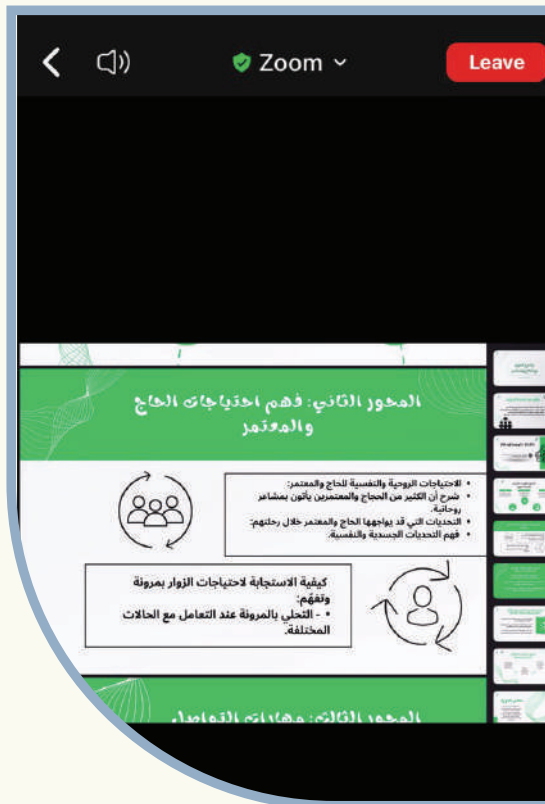 Zoom
Leave
المحور الثاني: فهم احتياجات الحاج
والمعتمر
• الاحتياجات الروحية والنفسية للحاج والمعتمر:
• شرح أن الكثير من الحجاج والمعتمرين يأتون بمشاعر
روحانية.
• التحديات التي قد يواجهها الحاج والمعتمر خلال رحلتهم:
• فهم التحديات الجسدية والنفسية.
كيفية الاستجابة لاحتياجات الزوار بمرونة
وتفهّم:
• - التحلي بالمرونة عند التعامل مع الحالات
المختلفة.
المحور الثالث: مهارات التواصل